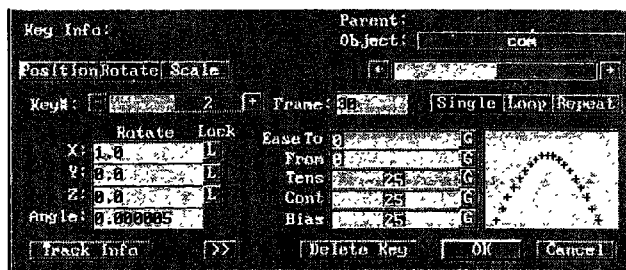 Key Info:
Parent:
Object: com
Position Rotate Scale
Key#: - 2 + Frame: 30 Single Loop Repeat
Rotate Lock
X: 1.0 L
Y: 0.0 L
Z: 0.0 L
Angle: 0.000005
Ease To 0 G
From 0 G
Tens 25 G
Cont 25 G
Bias 25 G
Track Info >> Delete Key OK Cancel